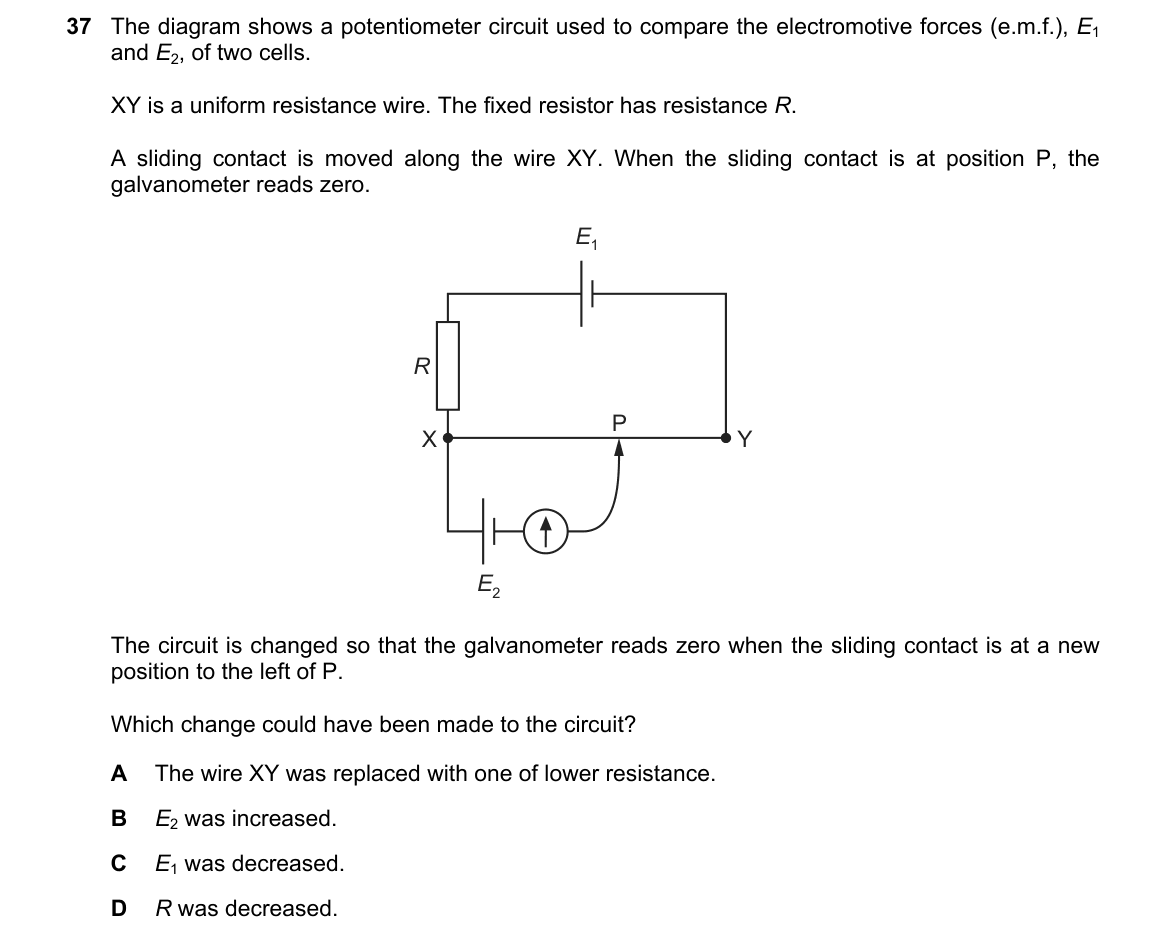 37 The diagram shows a potentiometer circuit used to compare the electromotive forces (e.m.f.), E1
and E2, of two cells.
XY is a uniform resistance wire. The fixed resistor has resistance R.
A sliding contact is moved along the wire XY. When the sliding contact is at position P, the
galvanometer reads zero.
E1
R
P
X
Y
E2
The circuit is changed so that the galvanometer reads zero when the sliding contact is at a new
position to the left of P.
Which change could have been made to the circuit?
A The wire XY was replaced with one of lower resistance.
B E2 was increased.
C E1 was decreased.
D R was decreased.